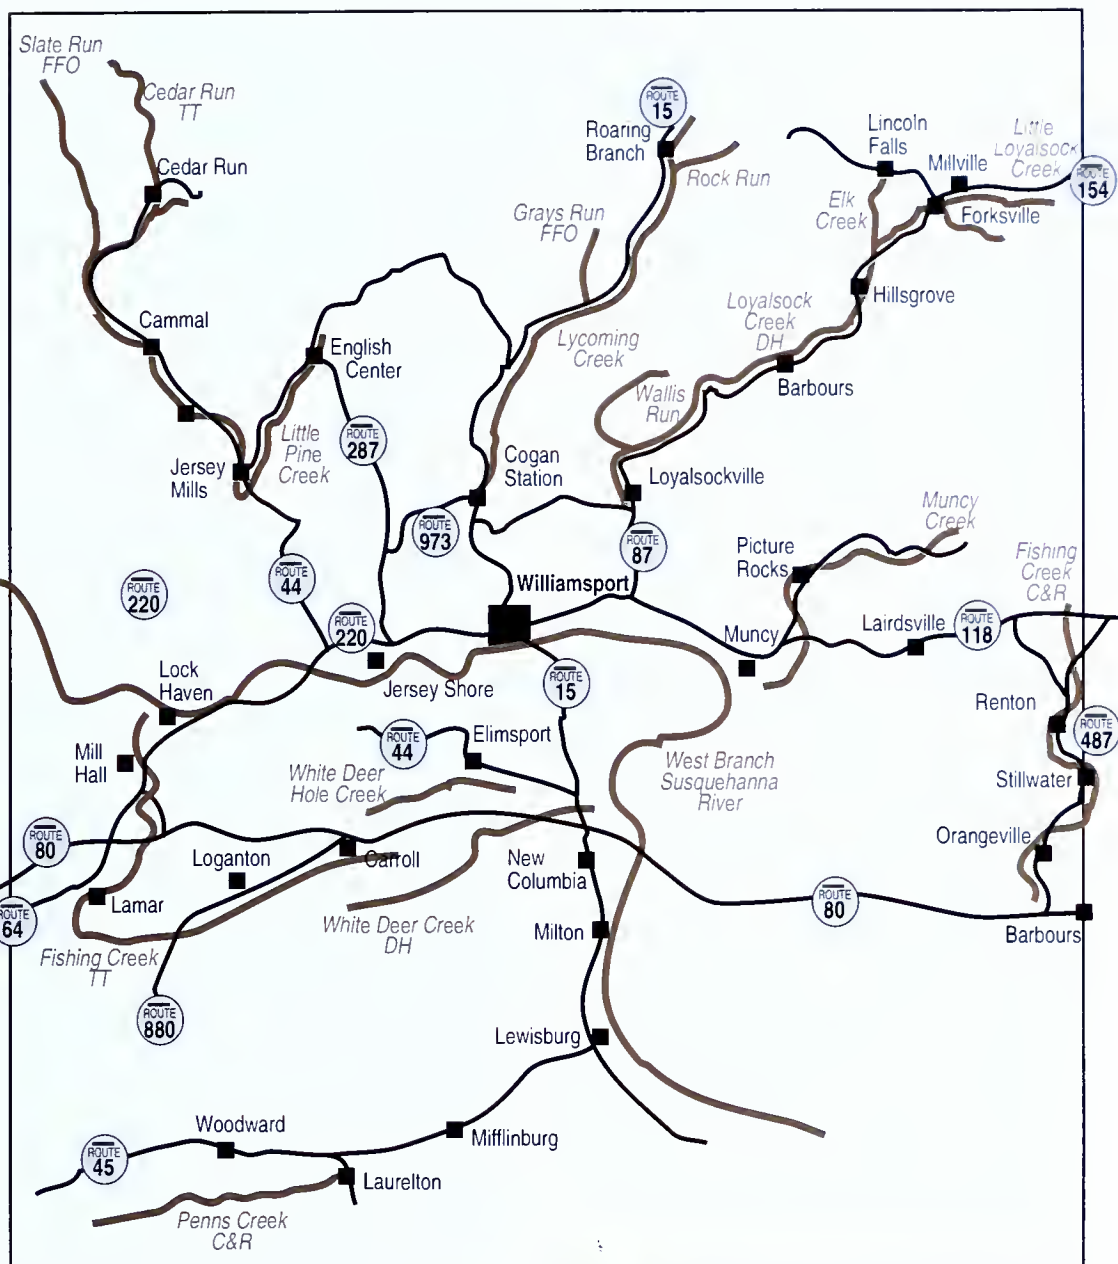 Slate Run
FFO
Cedar Run
TT
Cedar Run
ROUTE
15
Roaring
Branch
Rock Run
Grays Run
FFO
Lincoln
Falls
Millville
Little
Loyalsock
Creek
ROUTE
154
Elk
Creek
Forksville
Hillsgrove
Cammal
English
Center
Lycoming
Creek
Loyalsock
Creek
DH
Barbours
Wallis
Run
ROUTE
287
Little
Pine
Creek
Jersey
Mills
Cogan
Station
Loyalsockville
ROUTE
973
ROUTE
87
Muncy
Creek
Picture
Rocks
Fishing
Creek
C&R
ROUTE
220
ROUTE
44
Williamsport
ROUTE
220
Muncy
Lairdsville
ROUTE
118
Lock
Haven
Jersey Shore
ROUTE
15
Renton
ROUTE
487
Mill
Hall
ROUTE
44
Elimsport
White Deer
Hole Creek
West Branch
Susquehanna
River
Stillwater
ROUTE
80
Loganton
Carroll
New
Columbia
Orangeville
Lamar
ROUTE
64
White Deer Creek
DH
Milton
ROUTE
80
Barbours
Fishing Creek
TT
ROUTE
880
Lewisburg
Woodward
Mifflinburg
ROUTE
45
Laurelton
Penns Creek
C&R